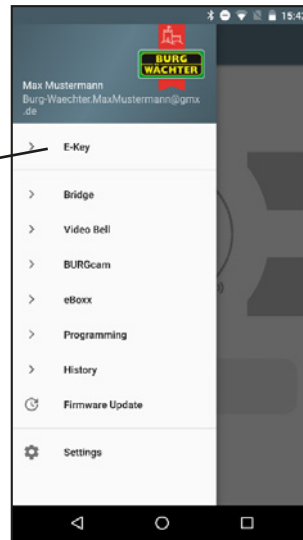 15:43
BURG
WÄCHTER
Max Mustermann
Burg-Waechter.MaxMustermann@gmx
.de
E-Key
Bridge
Video Bell
BURGcam
eBoxx
Programming
History
Firmware Update
Settings